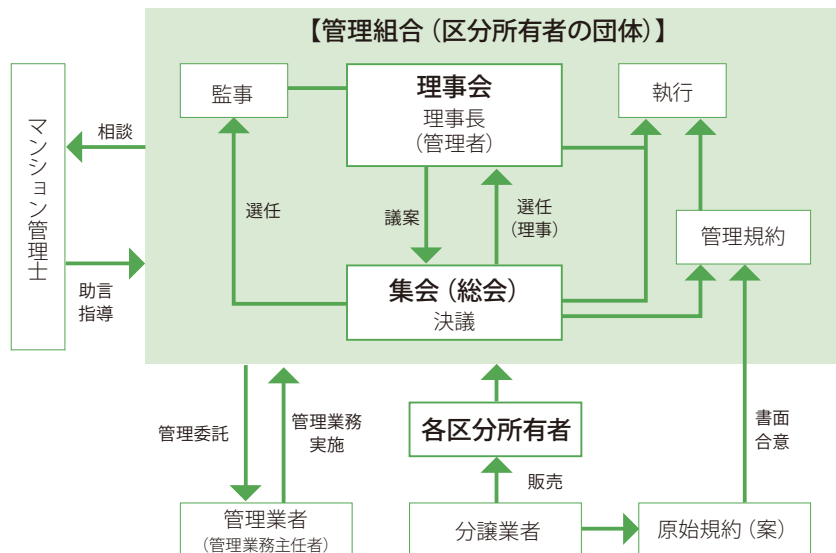 【管理組合（区分所有者の団体）】
監事
理事会
理事長
（管理者）
執行
マンション管理士
相談
助言
指導
選任
議案
選任
（理事）
管理規約
集会（総会）
決議
管理委託
管理業務
実施
各区分所有者
書面
合意
販売
管理業者
（管理業務主任者）
分譲業者
原始規約（案）